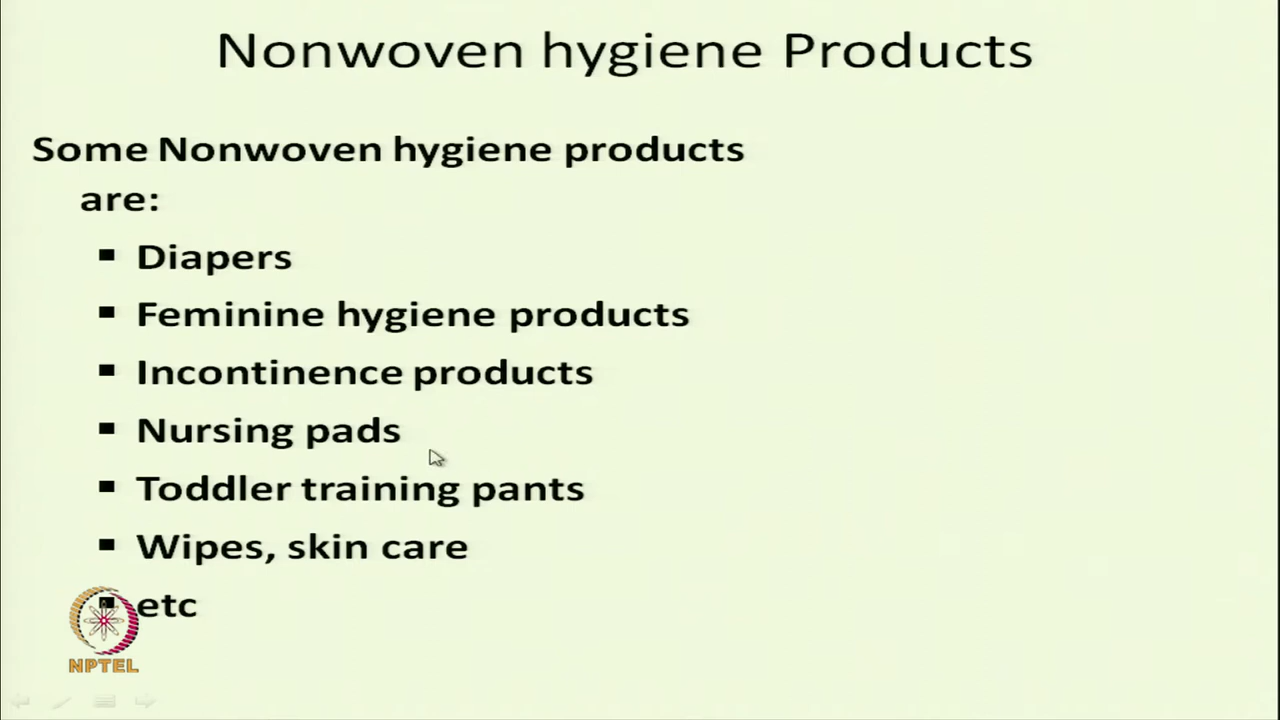 Nonwoven hygiene Products
Some Nonwoven hygiene products
are:
▪ Diapers
▪ Feminine hygiene products
▪ Incontinence products
▪ Nursing pads
▪ Toddler training pants
▪ Wipes, skin care
▪ etc
NPTEL